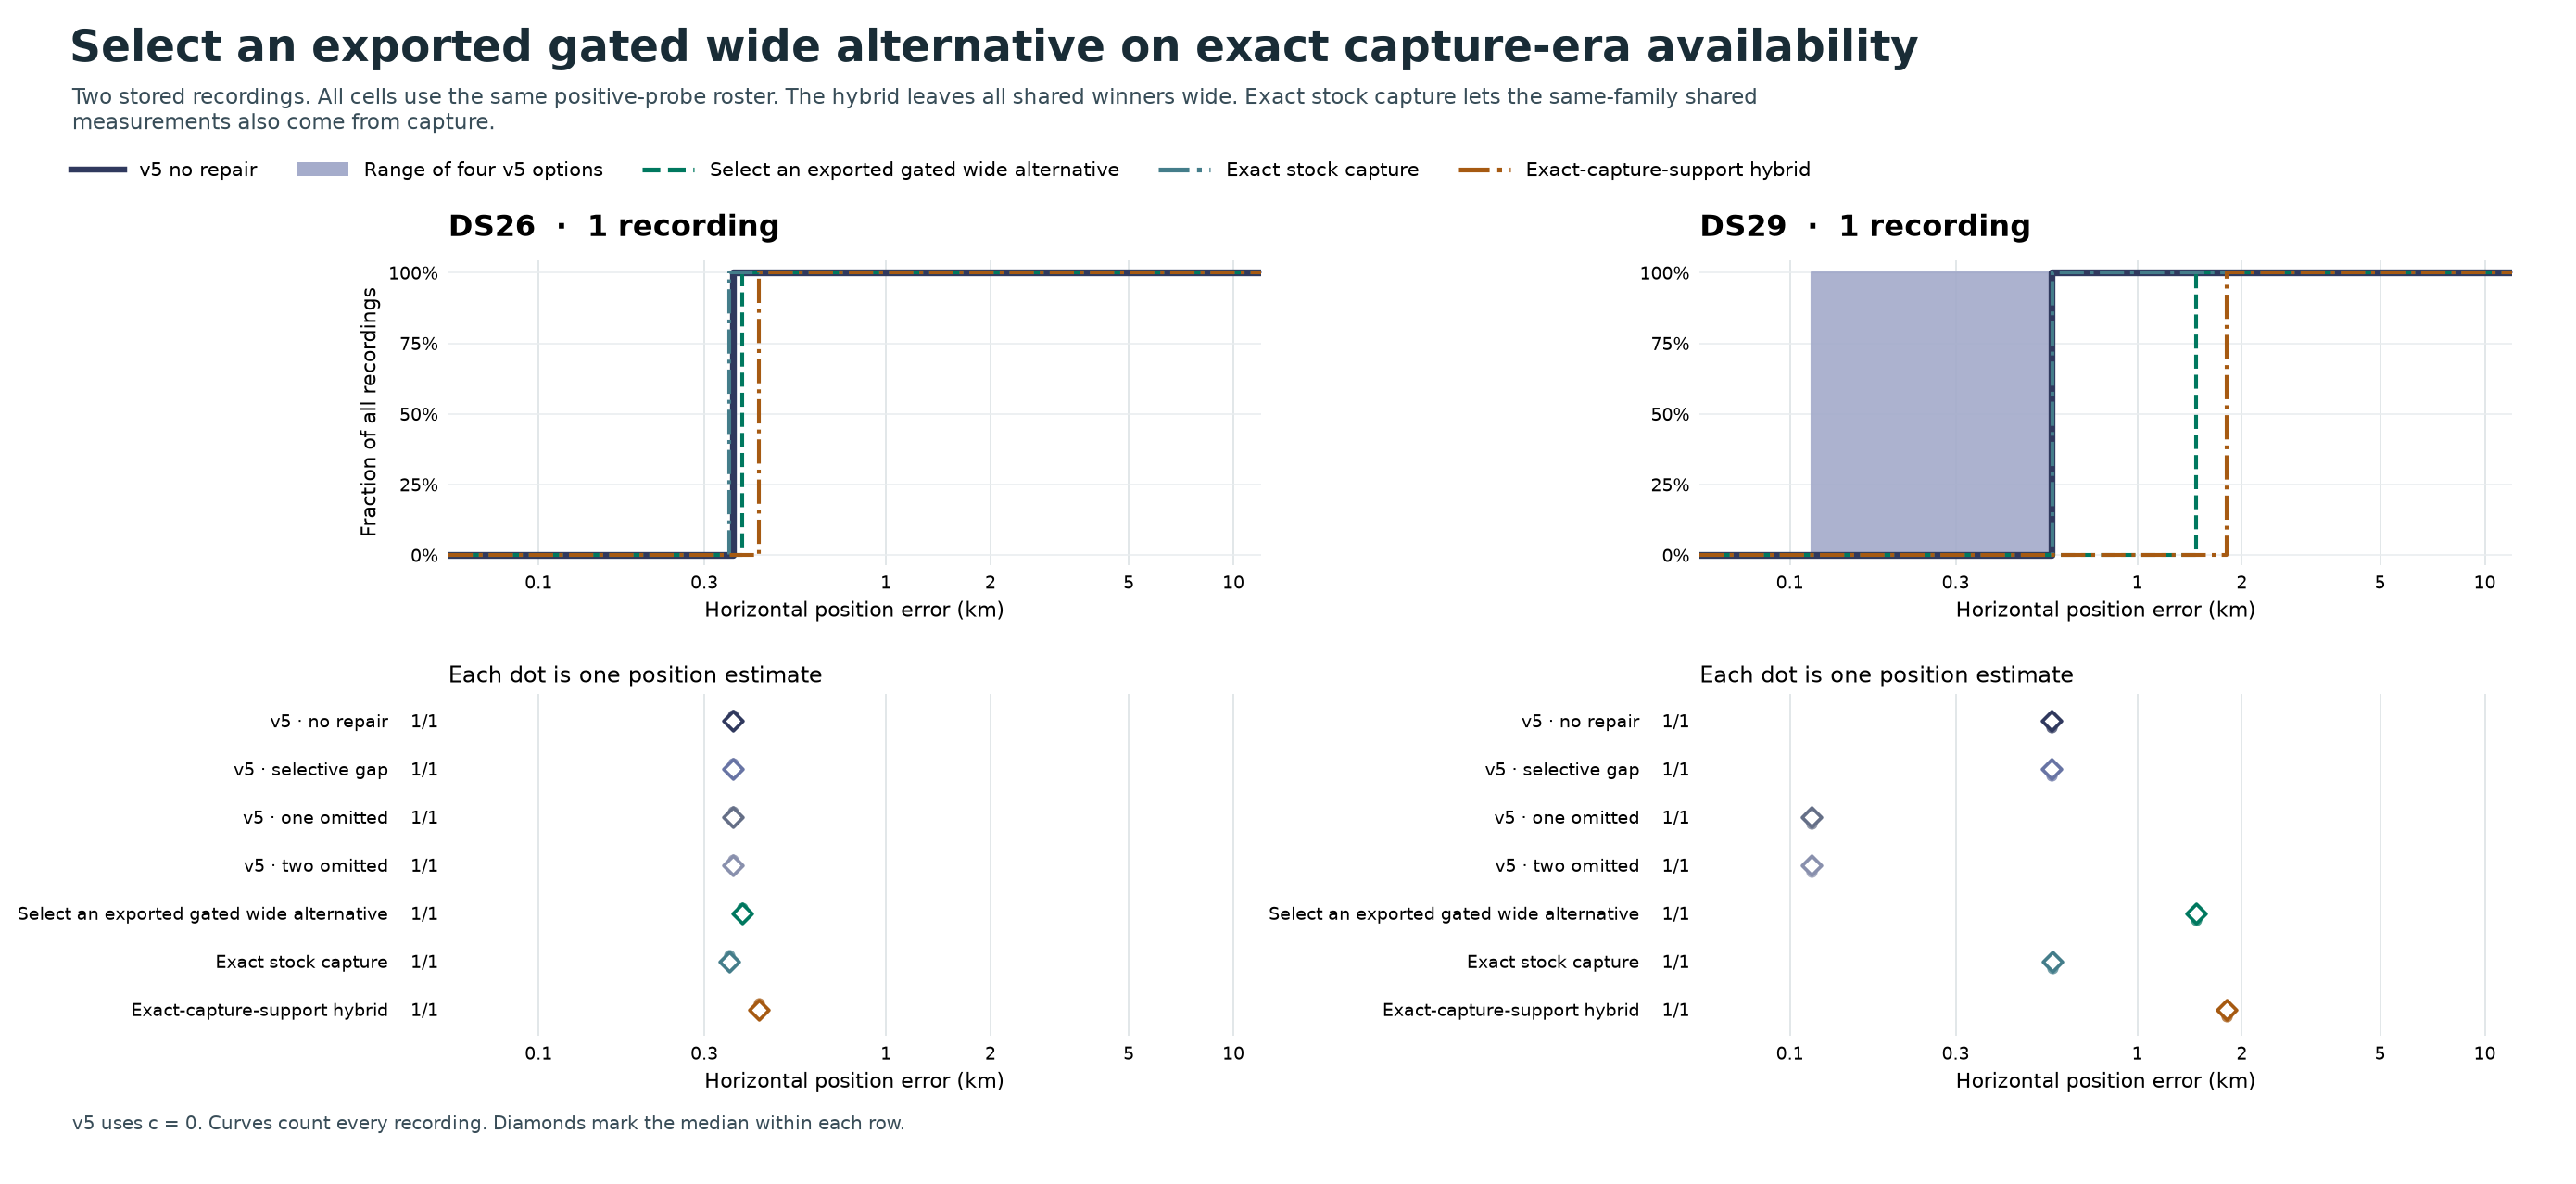 Select an exported gated wide alternative on exact capture-era availability
Two stored recordings. All cells use the same positive-probe roster. The hybrid leaves all shared winners wide. Exact stock capture lets the same-family shared
measurements also come from capture.
v5 no repair
Range of four v5 options
Select an exported gated wide alternative
Exact stock capture
Exact-capture-support hybrid
DS26 · 1 recording
Fraction of all recordings
100%
75%
50%
25%
0%
0.1 0.3 1 2 5 10
Horizontal position error (km)
DS29 · 1 recording
100%
75%
50%
25%
0%
0.1 0.3 1 2 5 10
Horizontal position error (km)
Each dot is one position estimate
v5 · no repair 1/1
v5 · selective gap 1/1
v5 · one omitted 1/1
v5 · two omitted 1/1
Select an exported gated wide alternative 1/1
Exact stock capture 1/1
Exact-capture-support hybrid 1/1
0.1 0.3 1 2 5 10
Horizontal position error (km)
Each dot is one position estimate
v5 · no repair 1/1
v5 · selective gap 1/1
v5 · one omitted 1/1
v5 · two omitted 1/1
Select an exported gated wide alternative 1/1
Exact stock capture 1/1
Exact-capture-support hybrid 1/1
0.1 0.3 1 2 5 10
Horizontal position error (km)
v5 uses c = 0. Curves count every recording. Diamonds mark the median within each row.